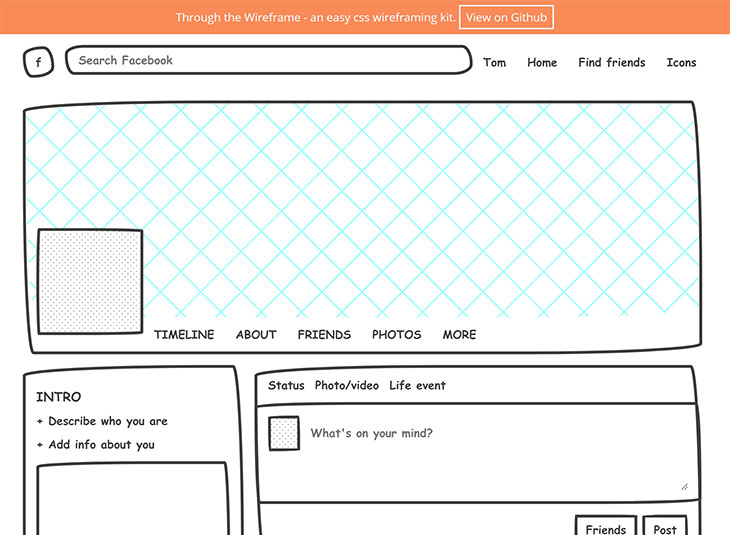 Through the Wireframe - an easy css wireframing kit. View on Github
f Search Facebook Tom Home Find friends Icons
TIMELINE ABOUT FRIENDS PHOTOS MORE
INTRO
+ Describe who you are
+ Add info about you
Status Photo/video Life event
What's on your mind?
Friends Post